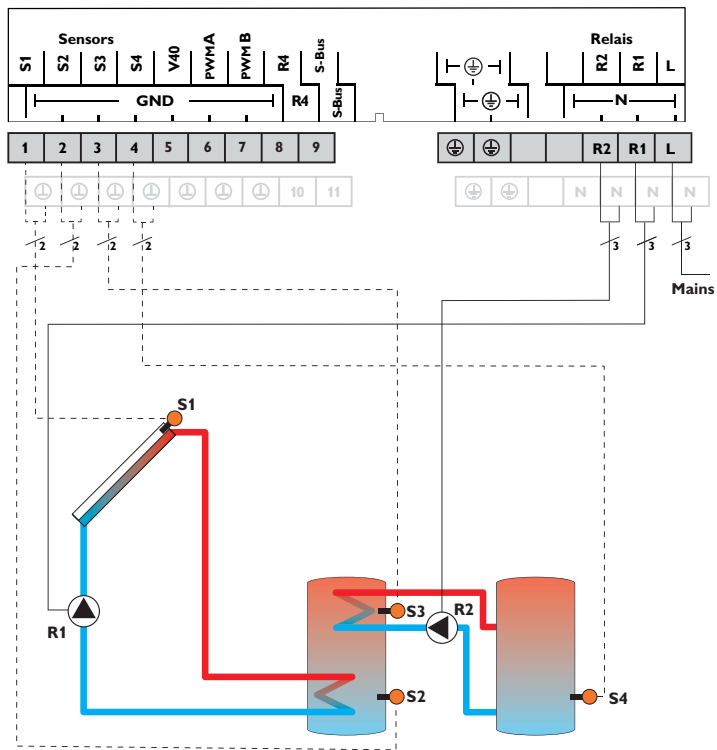 Sensors
Relais
S1 S2 S3 S4 V40 PWMA PWM B R4 S-Bus
R2 R1 L
GND
R4 S-Bus
N
1 2 3 4 5 6 7 8 9
R2 R1 L
10 11
N N N N
2 2 2 2
3 3 3
Mains
S1
S3
R2
R1
S2
S4